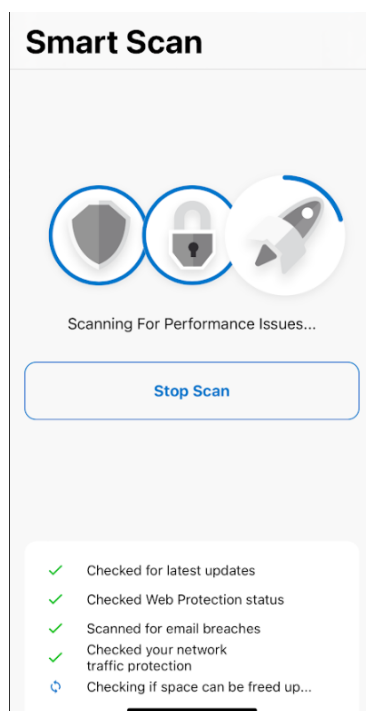 Smart Scan
Scanning For Performance Issues...
Stop Scan
Checked for latest updates
Checked Web Protection status
Scanned for email breaches
Checked your network
traffic protection
Checking if space can be freed up...